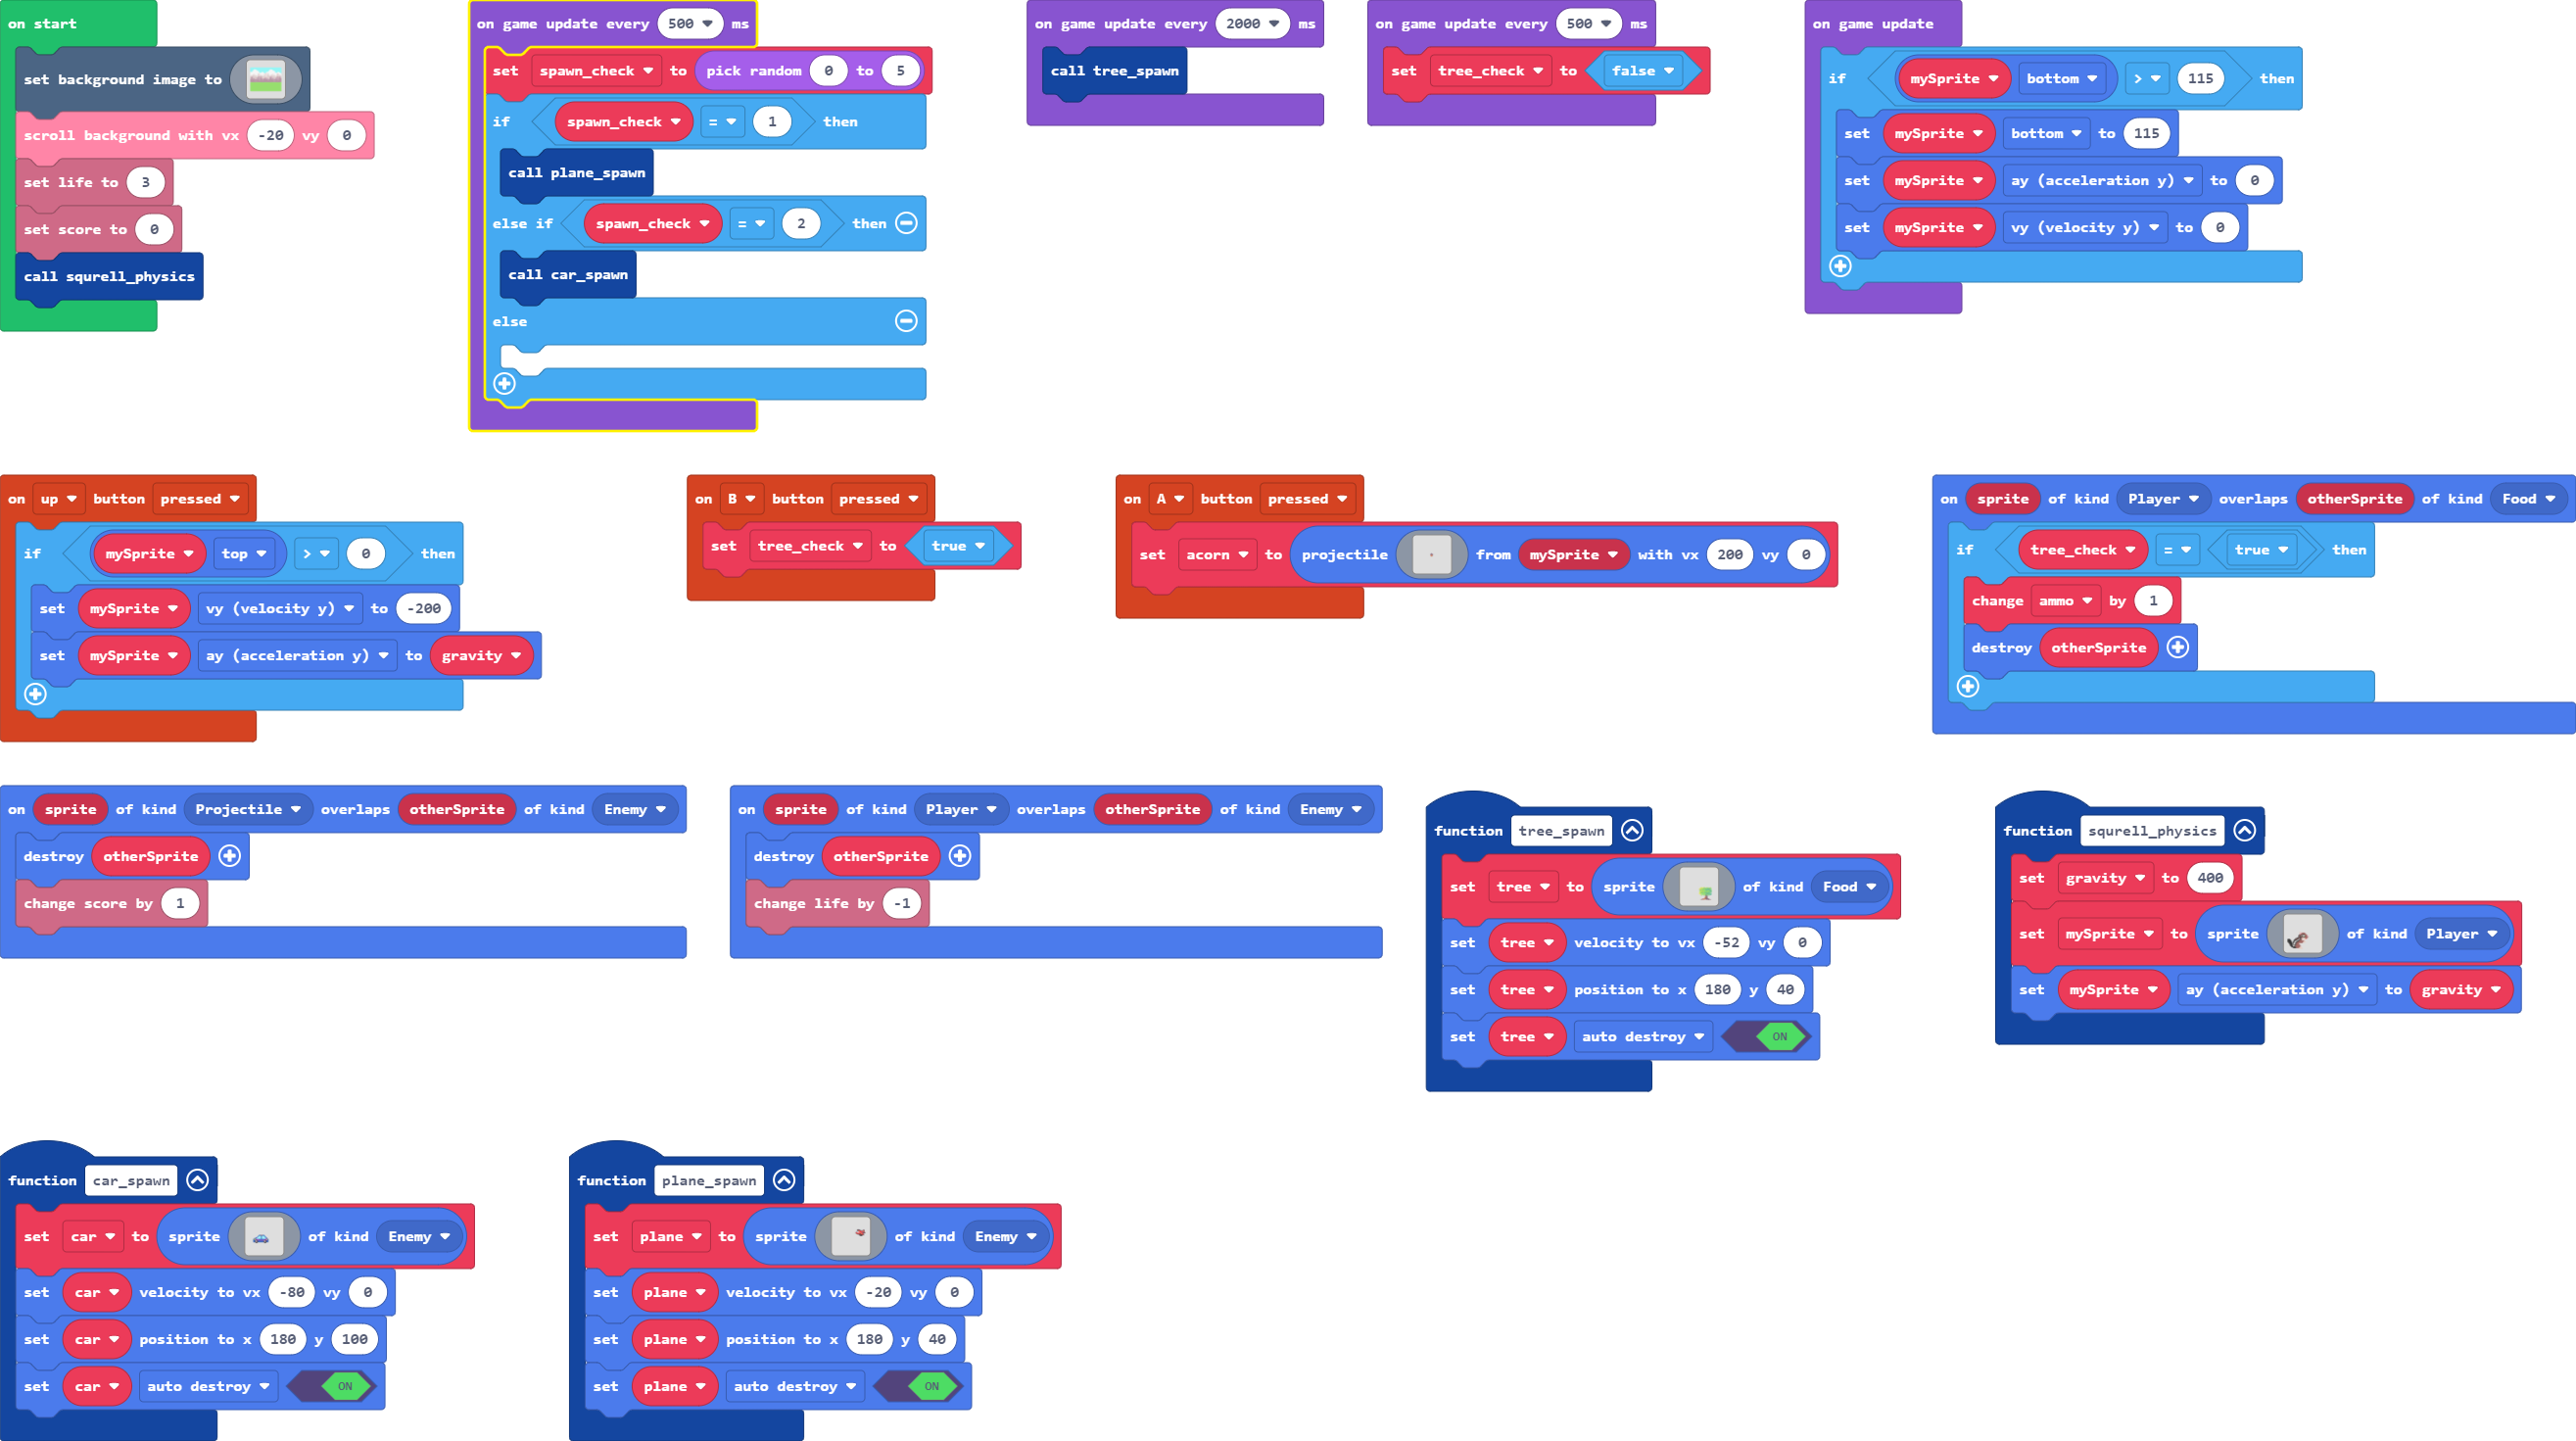 on start
set background image to
scroll background with vx -20 vy 0
set life to 3
set score to 0
call squrell_physics
on game update every 500 ms
set spawn_check to pick random 0 to 5
if spawn_check = 1 then
call plane_spawn
else if spawn_check = 2 then
call car_spawn
else
on game update every 2000 ms
call tree_spawn
on game update every 500 ms
set tree_check to false
on game update
if mySprite bottom > 115 then
set mySprite bottom to 115
set mySprite ay (acceleration y) to 0
set mySprite vy (velocity y) to 0
on up button pressed
if mySprite top > 0 then
set mySprite vy (velocity y) to -200
set mySprite ay (acceleration y) to gravity
on B button pressed
set tree_check to true
on A button pressed
set acorn to projectile from mySprite with vx 200 vy 0
on sprite of kind Player overlaps otherSprite of kind Food
if tree_check = true then
change ammo by 1
destroy otherSprite
on sprite of kind Projectile overlaps otherSprite of kind Enemy
destroy otherSprite
change score by 1
on sprite of kind Player overlaps otherSprite of kind Enemy
destroy otherSprite
change life by -1
function tree_spawn
set tree to sprite of kind Food
set tree velocity to vx -52 vy 0
set tree position to x 180 y 40
set tree auto destroy ON
function squrell_physics
set gravity to 400
set mySprite to sprite of kind Player
set mySprite ay (acceleration y) to gravity
function car_spawn
set car to sprite of kind Enemy
set car velocity to vx -80 vy 0
set car position to x 180 y 100
set car auto destroy ON
function plane_spawn
set plane to sprite of kind Enemy
set plane velocity to vx -20 vy 0
set plane position to x 180 y 40
set plane auto destroy ON